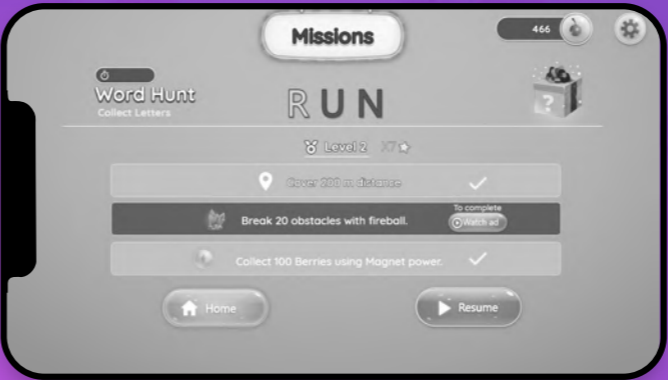 Missions
466
Word Hunt
Collect Letters
RUN
?
Level 2 X7
Cover 200 m distance
To complete
Break 20 obstacles with fireball.
Watch ad
Collect 100 Berries using Magnet power.
Home
Resume